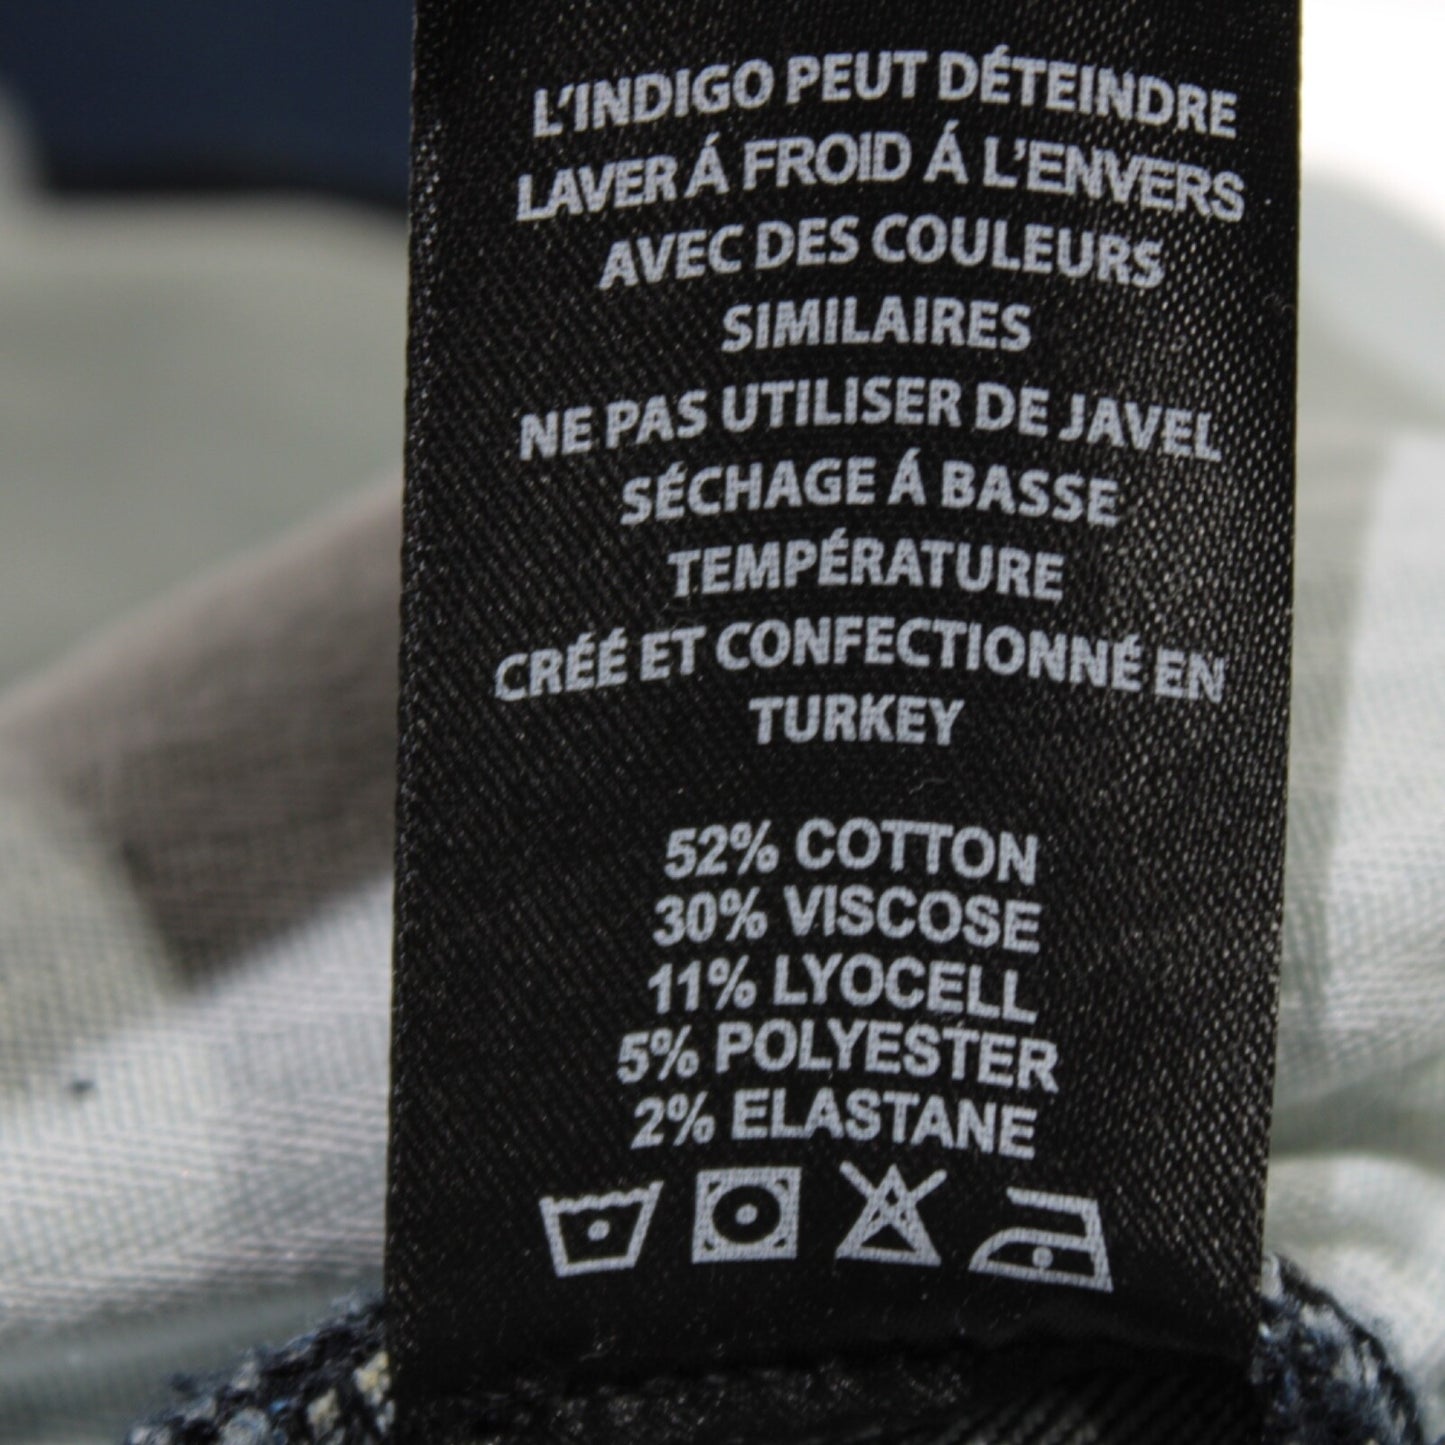 L'INDIGO PEUT DÉTEINDRE
LAVER Á FROID Á L'ENVERS
AVEC DES COULEURS
SIMILAIRES
NE PAS UTILISER DE JAVEL
SÉCHAGE Á BASSE
TEMPÉRATURE
CRÉÉ ET CONFECTIONNÉ EN
TURKEY
52% COTTON
30% VISCOSE
11% LYOCELL
5% POLYESTER
2% ELASTANE